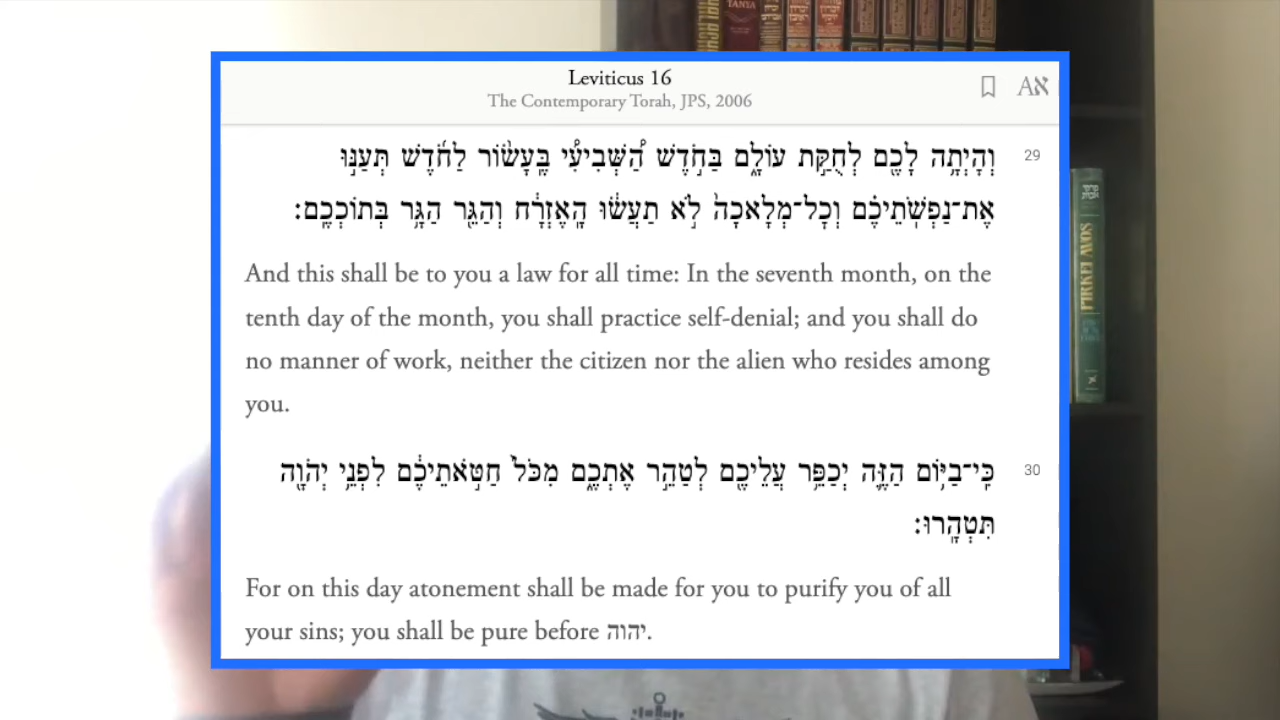 TANYA
Leviticus 16
The Contemporary Torah, JPS, 2006
Aא
29
וְהָיְתָ֥ה לָכֶ֖ם לְחֻקַּ֣ת עוֹלָ֑ם בַּחֹ֣דֶשׁ הַ֠שְּׁבִיעִ֠י בֶּֽעָשׂ֨וֹר לַחֹ֜דֶשׁ תְּעַנּ֣וּ
אֶת־נַפְשֹֽׁתֵיכֶ֗ם וְכׇל־מְלָאכָה֙ לֹ֣א תַעֲשׂ֔וּ הָֽאֶזְרָ֔ח וְהַגֵּ֖ר הַגָּ֥ר בְּתוֹכְכֶֽם׃
And this shall be to you a law for all time: In the seventh month, on the
tenth day of the month, you shall practice self-denial; and you shall do
no manner of work, neither the citizen nor the alien who resides among
you.
30
כִּֽי־בַיּ֥וֹם הַזֶּ֛ה יְכַפֵּ֥ר עֲלֵיכֶ֖ם לְטַהֵ֣ר אֶתְכֶ֑ם מִכֹּל֙ חַטֹּ֣אתֵיכֶ֔ם לִפְנֵ֥י יְהֹוָ֖ה
תִּטְהָֽרוּ׃
For on this day atonement shall be made for you to purify you of all
your sins; you shall be pure before יהוה.
PIRKEI AVOS